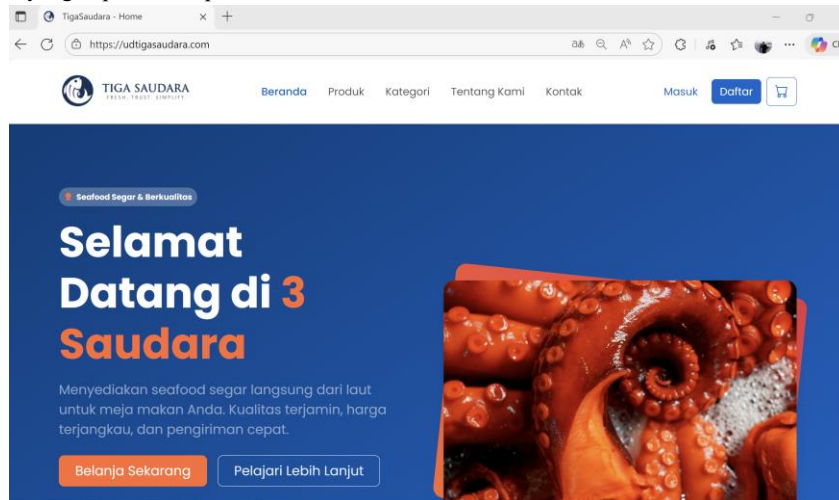 TigaSaudara - Home
https://udtigasaudara.com
TIGA SAUDARA
FRESH. TRUST. SIMPLIFY.
Beranda Produk Kategori Tentang Kami Kontak Masuk Daftar
Seafood Segar & Berkualitas
Selamat
Datang di 3
Saudara
Menyediakan seafood segar langsung dari laut
untuk meja makan Anda. Kualitas terjamin, harga
terjangkau, dan pengiriman cepat.
Belanja Sekarang Pelajari Lebih Lanjut